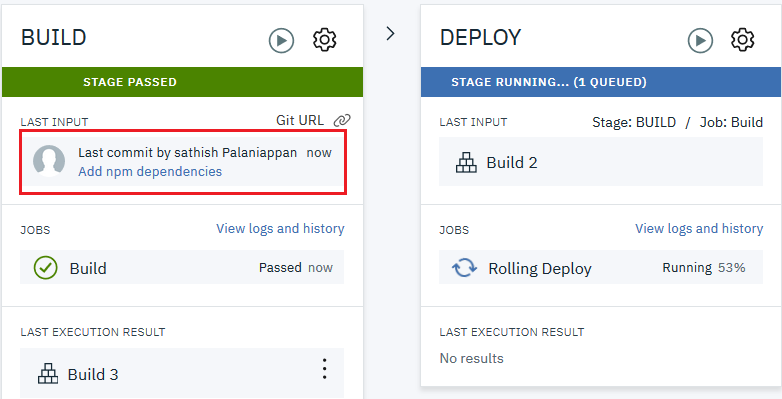 BUILD
STAGE PASSED
LAST INPUT Git URL
Last commit by sathish Palaniappan now
Add npm dependencies
JOBS View logs and history
Build Passed now
LAST EXECUTION RESULT
Build 3
DEPLOY
STAGE RUNNING... (1 QUEUED)
LAST INPUT Stage: BUILD / Job: Build
Build 2
JOBS View logs and history
Rolling Deploy Running 53%
LAST EXECUTION RESULT
No results